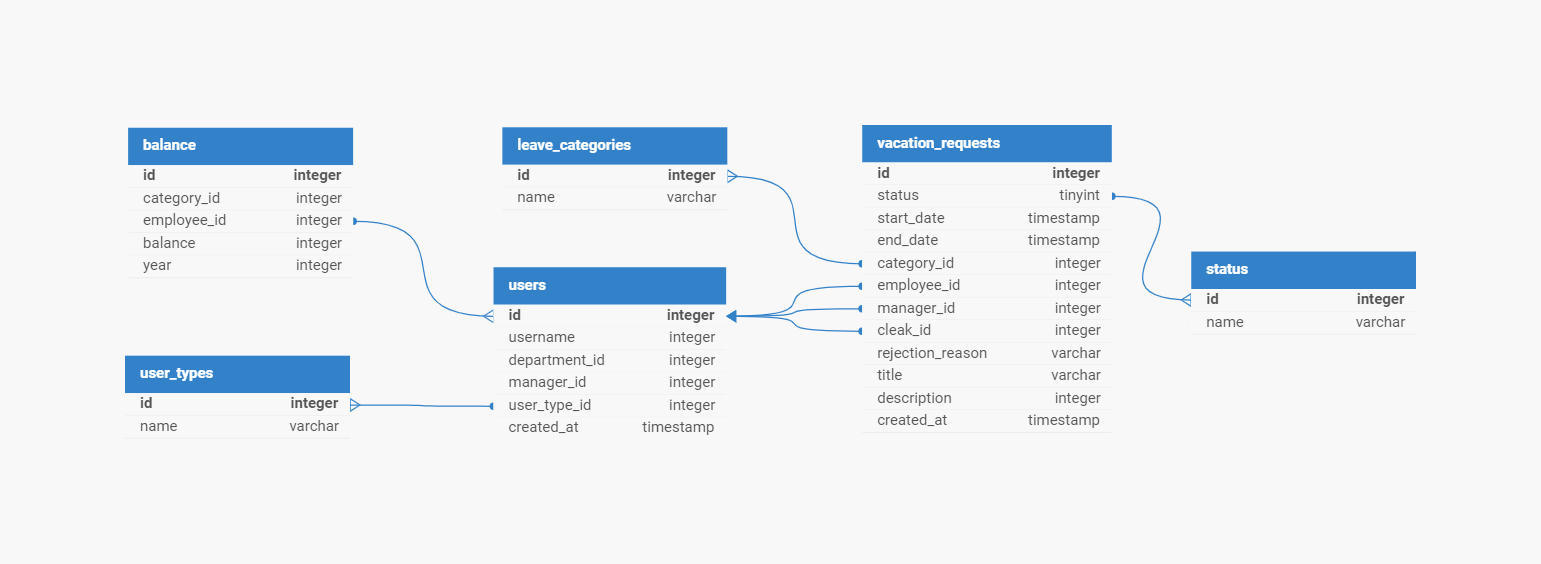 balance
id integer
category_id integer
employee_id integer
balance integer
year integer
user_types
id integer
name varchar
leave_categories
id integer
name varchar
users
id integer
username integer
department_id integer
manager_id integer
user_type_id integer
created_at timestamp
vacation_requests
id integer
status tinyint
start_date timestamp
end_date timestamp
category_id integer
employee_id integer
manager_id integer
cleak_id integer
rejection_reason varchar
title varchar
description integer
created_at timestamp
status
id integer
name varchar